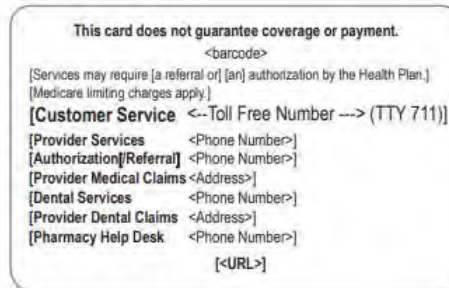 This card does not guarantee coverage or payment.
<barcode>
[Services may require [a referral or] [an] authorization by the Health Plan.]
[Medicare limiting charges apply.]
[Customer Service <--Toll Free Number ---> (TTY 711)]
[Provider Services <Phone Number>]
[Authorization[/Referral] <Phone Number>]
[Provider Medical Claims <Address>]
[Dental Services <Phone Number>]
[Provider Dental Claims <Address>]
[Pharmacy Help Desk <Phone Number>]
[<URL>]